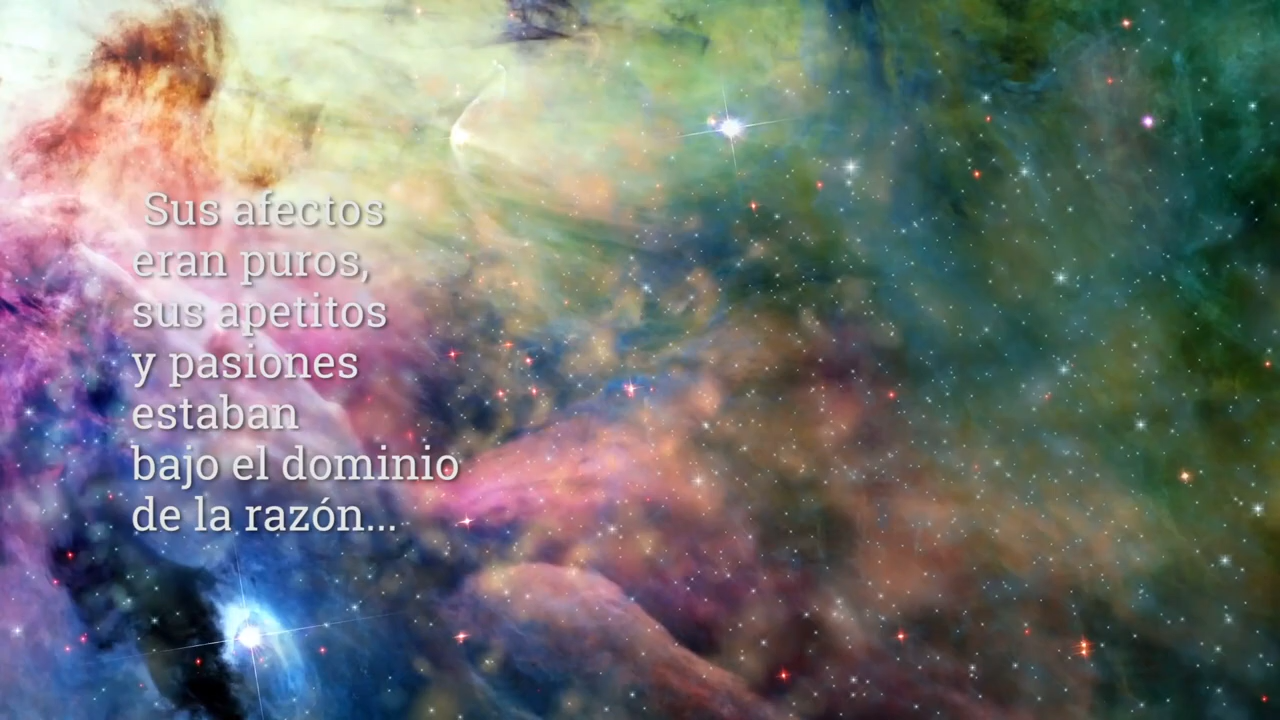 Sus afectos
eran puros,
sus apetitos
y pasiones
estaban
bajo el dominio
de la razón...